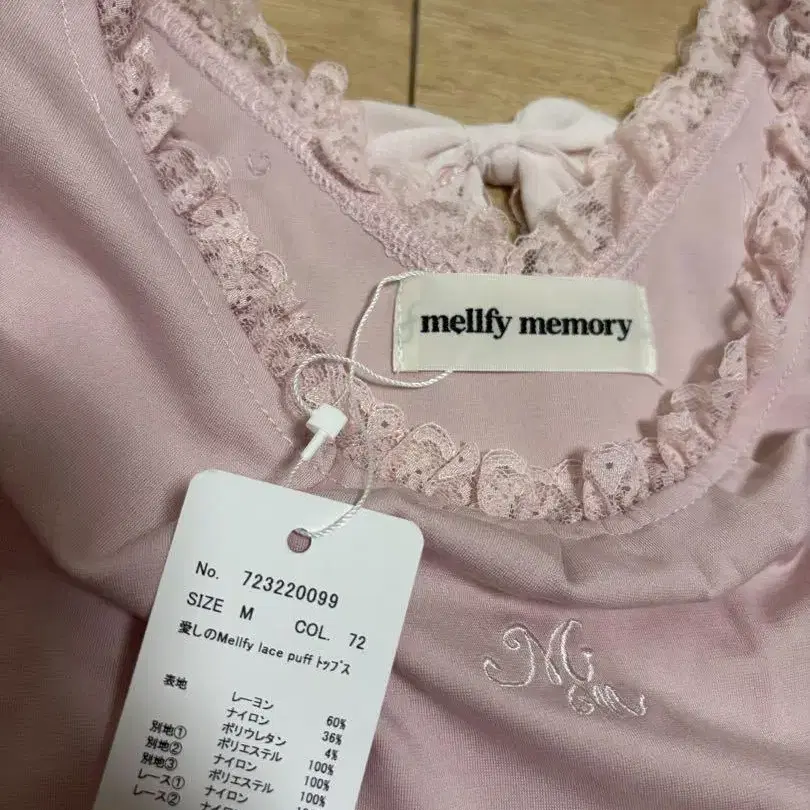 mellfy memory
No. 723220099
SIZE M COL. 72
愛しのMellfy lace puff トップス
表地 レーヨン 60%
ナイロン 36%
ポリウレタン 4%
別地① ポリエステル 100%
別地② ナイロン 100%
別地③ ポリエステル 100%
レース① ナイロン
レース②
M